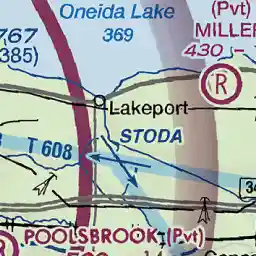 Oneida Lake
369
(Pvt)
MILLER
430 -
767
385)
R
Lakeport
STODA
T 608
34
POOLSBROOK (Pvt)
R